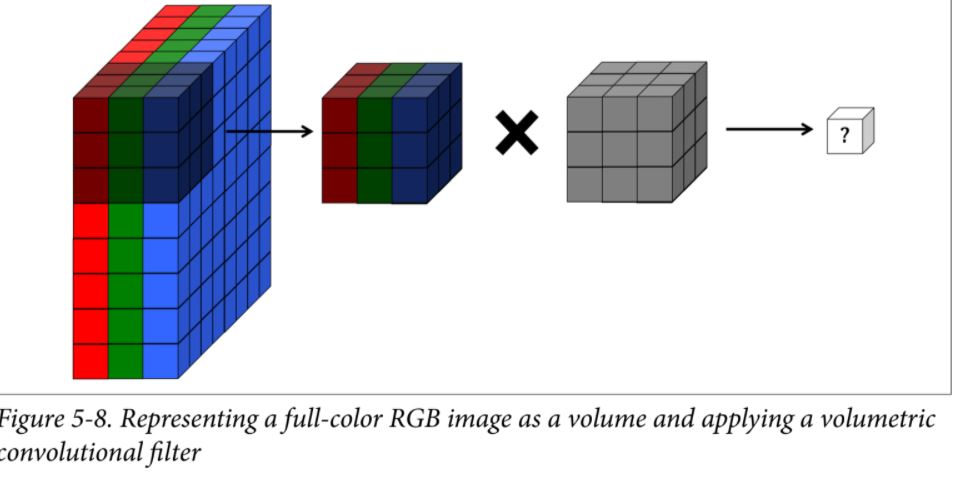 ?
Figure 5-8. Representing a full-color RGB image as a volume and applying a volumetric
convolutional filter